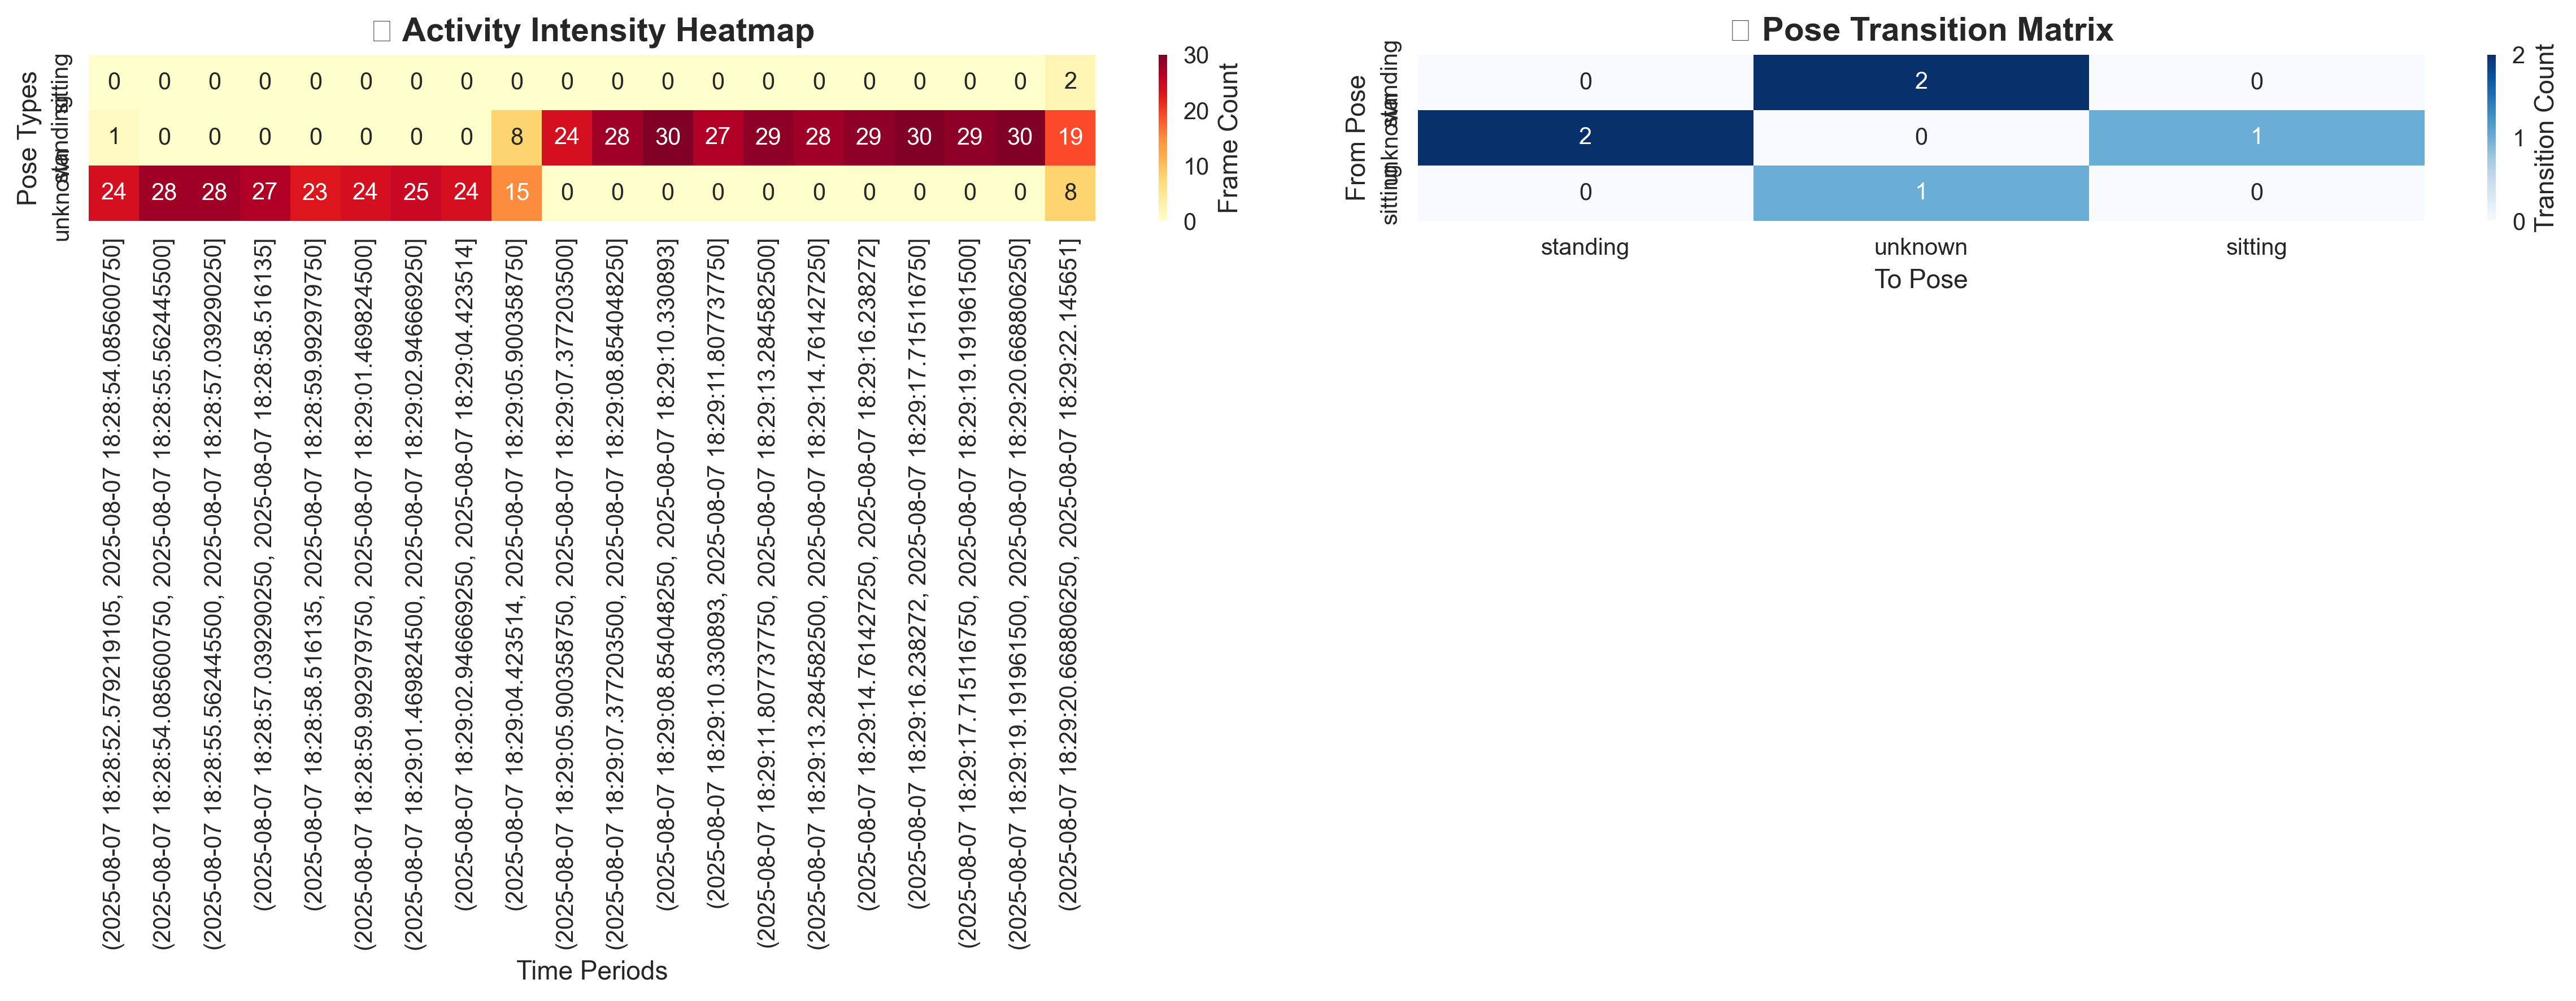 Activity Intensity Heatmap
Pose Types
sitting
standing
unknown
0 0 0 0 0 0 0 0 0 0 0 0 0 0 0 0 0 0 0 2
1 0 0 0 0 0 0 0 8 24 28 30 27 29 28 29 30 29 30 19
24 28 28 27 23 24 25 24 15 0 0 0 0 0 0 0 0 0 0 8
(2025-08-07 18:28:52.579219105, 2025-08-07 18:28:54.085600750]
(2025-08-07 18:28:54.085600750, 2025-08-07 18:28:55.562445500]
(2025-08-07 18:28:55.562445500, 2025-08-07 18:28:57.039290250]
(2025-08-07 18:28:57.039290250, 2025-08-07 18:28:58.516135]
(2025-08-07 18:28:58.516135, 2025-08-07 18:28:59.992979750]
(2025-08-07 18:28:59.992979750, 2025-08-07 18:29:01.469824500]
(2025-08-07 18:29:01.469824500, 2025-08-07 18:29:02.946669250]
(2025-08-07 18:29:02.946669250, 2025-08-07 18:29:04.423514]
(2025-08-07 18:29:04.423514, 2025-08-07 18:29:05.900358750]
(2025-08-07 18:29:05.900358750, 2025-08-07 18:29:07.377203500]
(2025-08-07 18:29:07.377203500, 2025-08-07 18:29:08.854048250]
(2025-08-07 18:29:08.854048250, 2025-08-07 18:29:10.330893]
(2025-08-07 18:29:10.330893, 2025-08-07 18:29:11.807737750]
(2025-08-07 18:29:11.807737750, 2025-08-07 18:29:13.284582500]
(2025-08-07 18:29:13.284582500, 2025-08-07 18:29:14.761427250]
(2025-08-07 18:29:14.761427250, 2025-08-07 18:29:16.238272]
(2025-08-07 18:29:16.238272, 2025-08-07 18:29:17.715116750]
(2025-08-07 18:29:17.715116750, 2025-08-07 18:29:19.191961500]
(2025-08-07 18:29:19.191961500, 2025-08-07 18:29:20.668806250]
(2025-08-07 18:29:20.668806250, 2025-08-07 18:29:22.145651]
Time Periods
30
20
10
0
Frame Count
Pose Transition Matrix
From Pose
standing
unknown
sitting
0 2 0
2 0 1
0 1 0
standing unknown sitting
To Pose
2
1
0
Transition Count